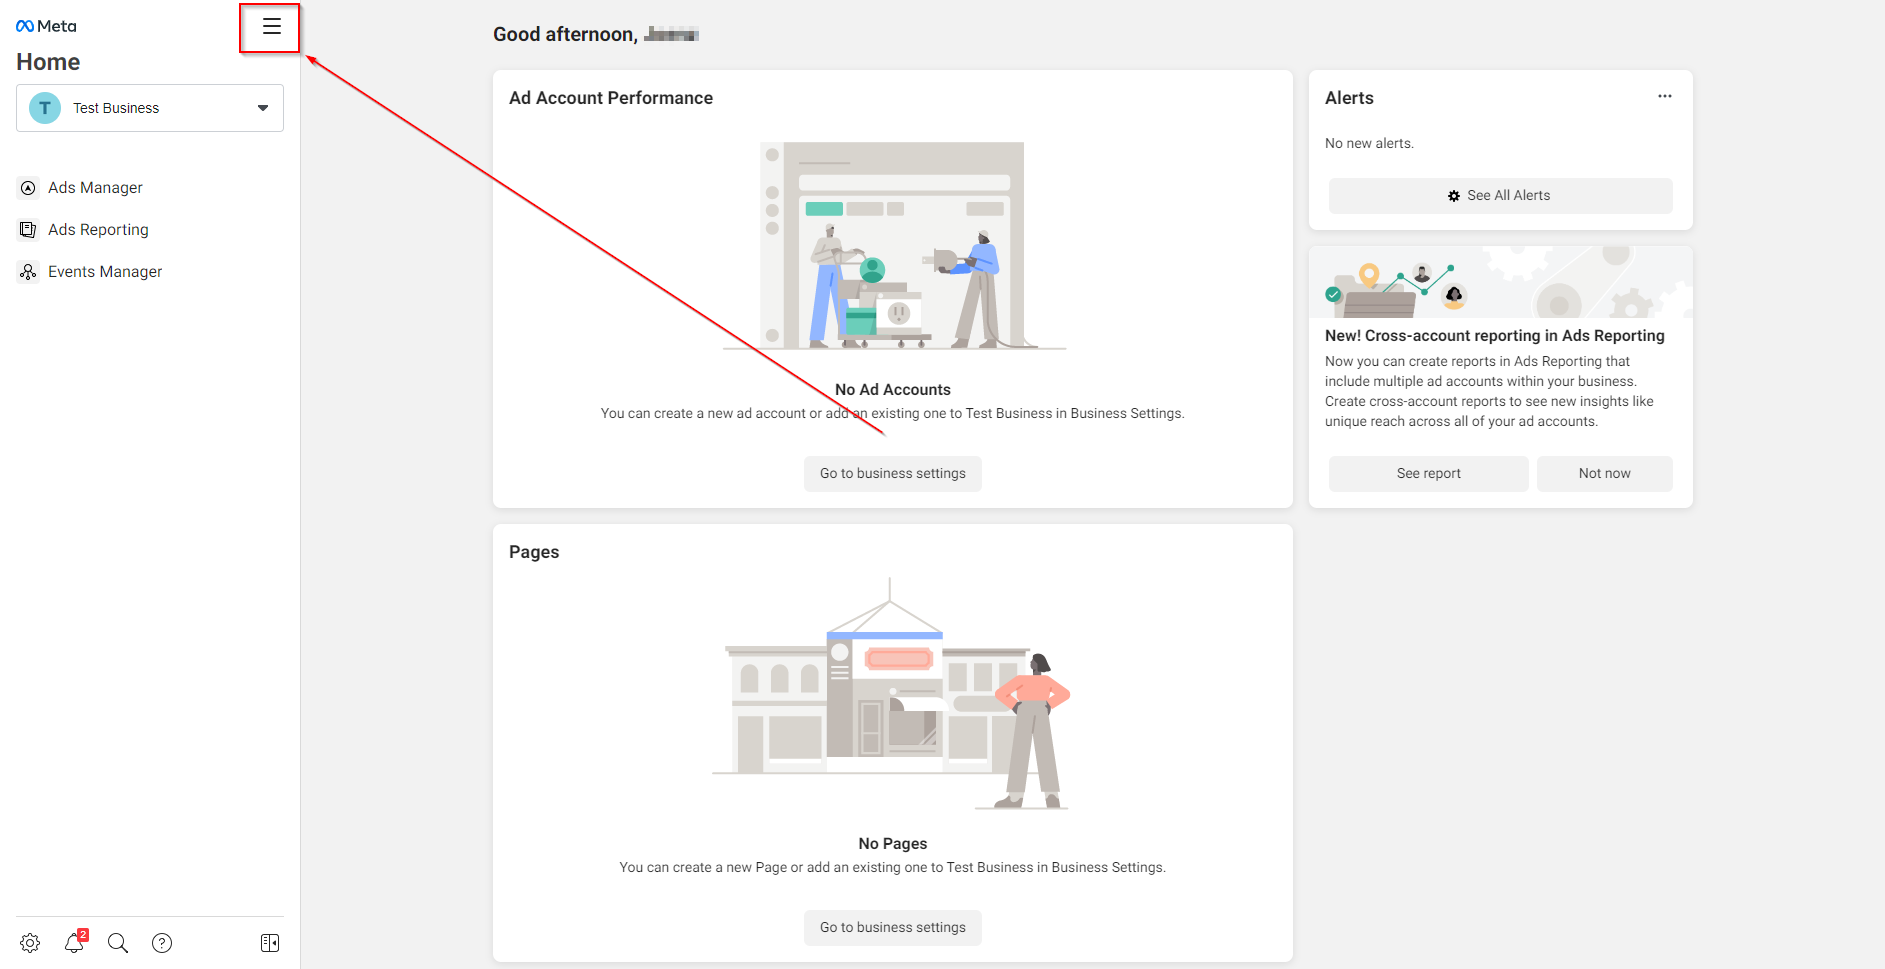 Meta
Home
T
Test Business
Ads Manager
Ads Reporting
Events Manager
2
Good afternoon,
Ad Account Performance
No Ad Accounts
You can create a new ad account or add an existing one to Test Business in Business Settings.
Go to business settings
Alerts
No new alerts.
See All Alerts
New! Cross-account reporting in Ads Reporting
Now you can create reports in Ads Reporting that
include multiple ad accounts within your business.
Create cross-account reports to see new insights like
unique reach across all of your ad accounts.
See report
Not now
Pages
No Pages
You can create a new Page or add an existing one to Test Business in Business Settings.
Go to business settings